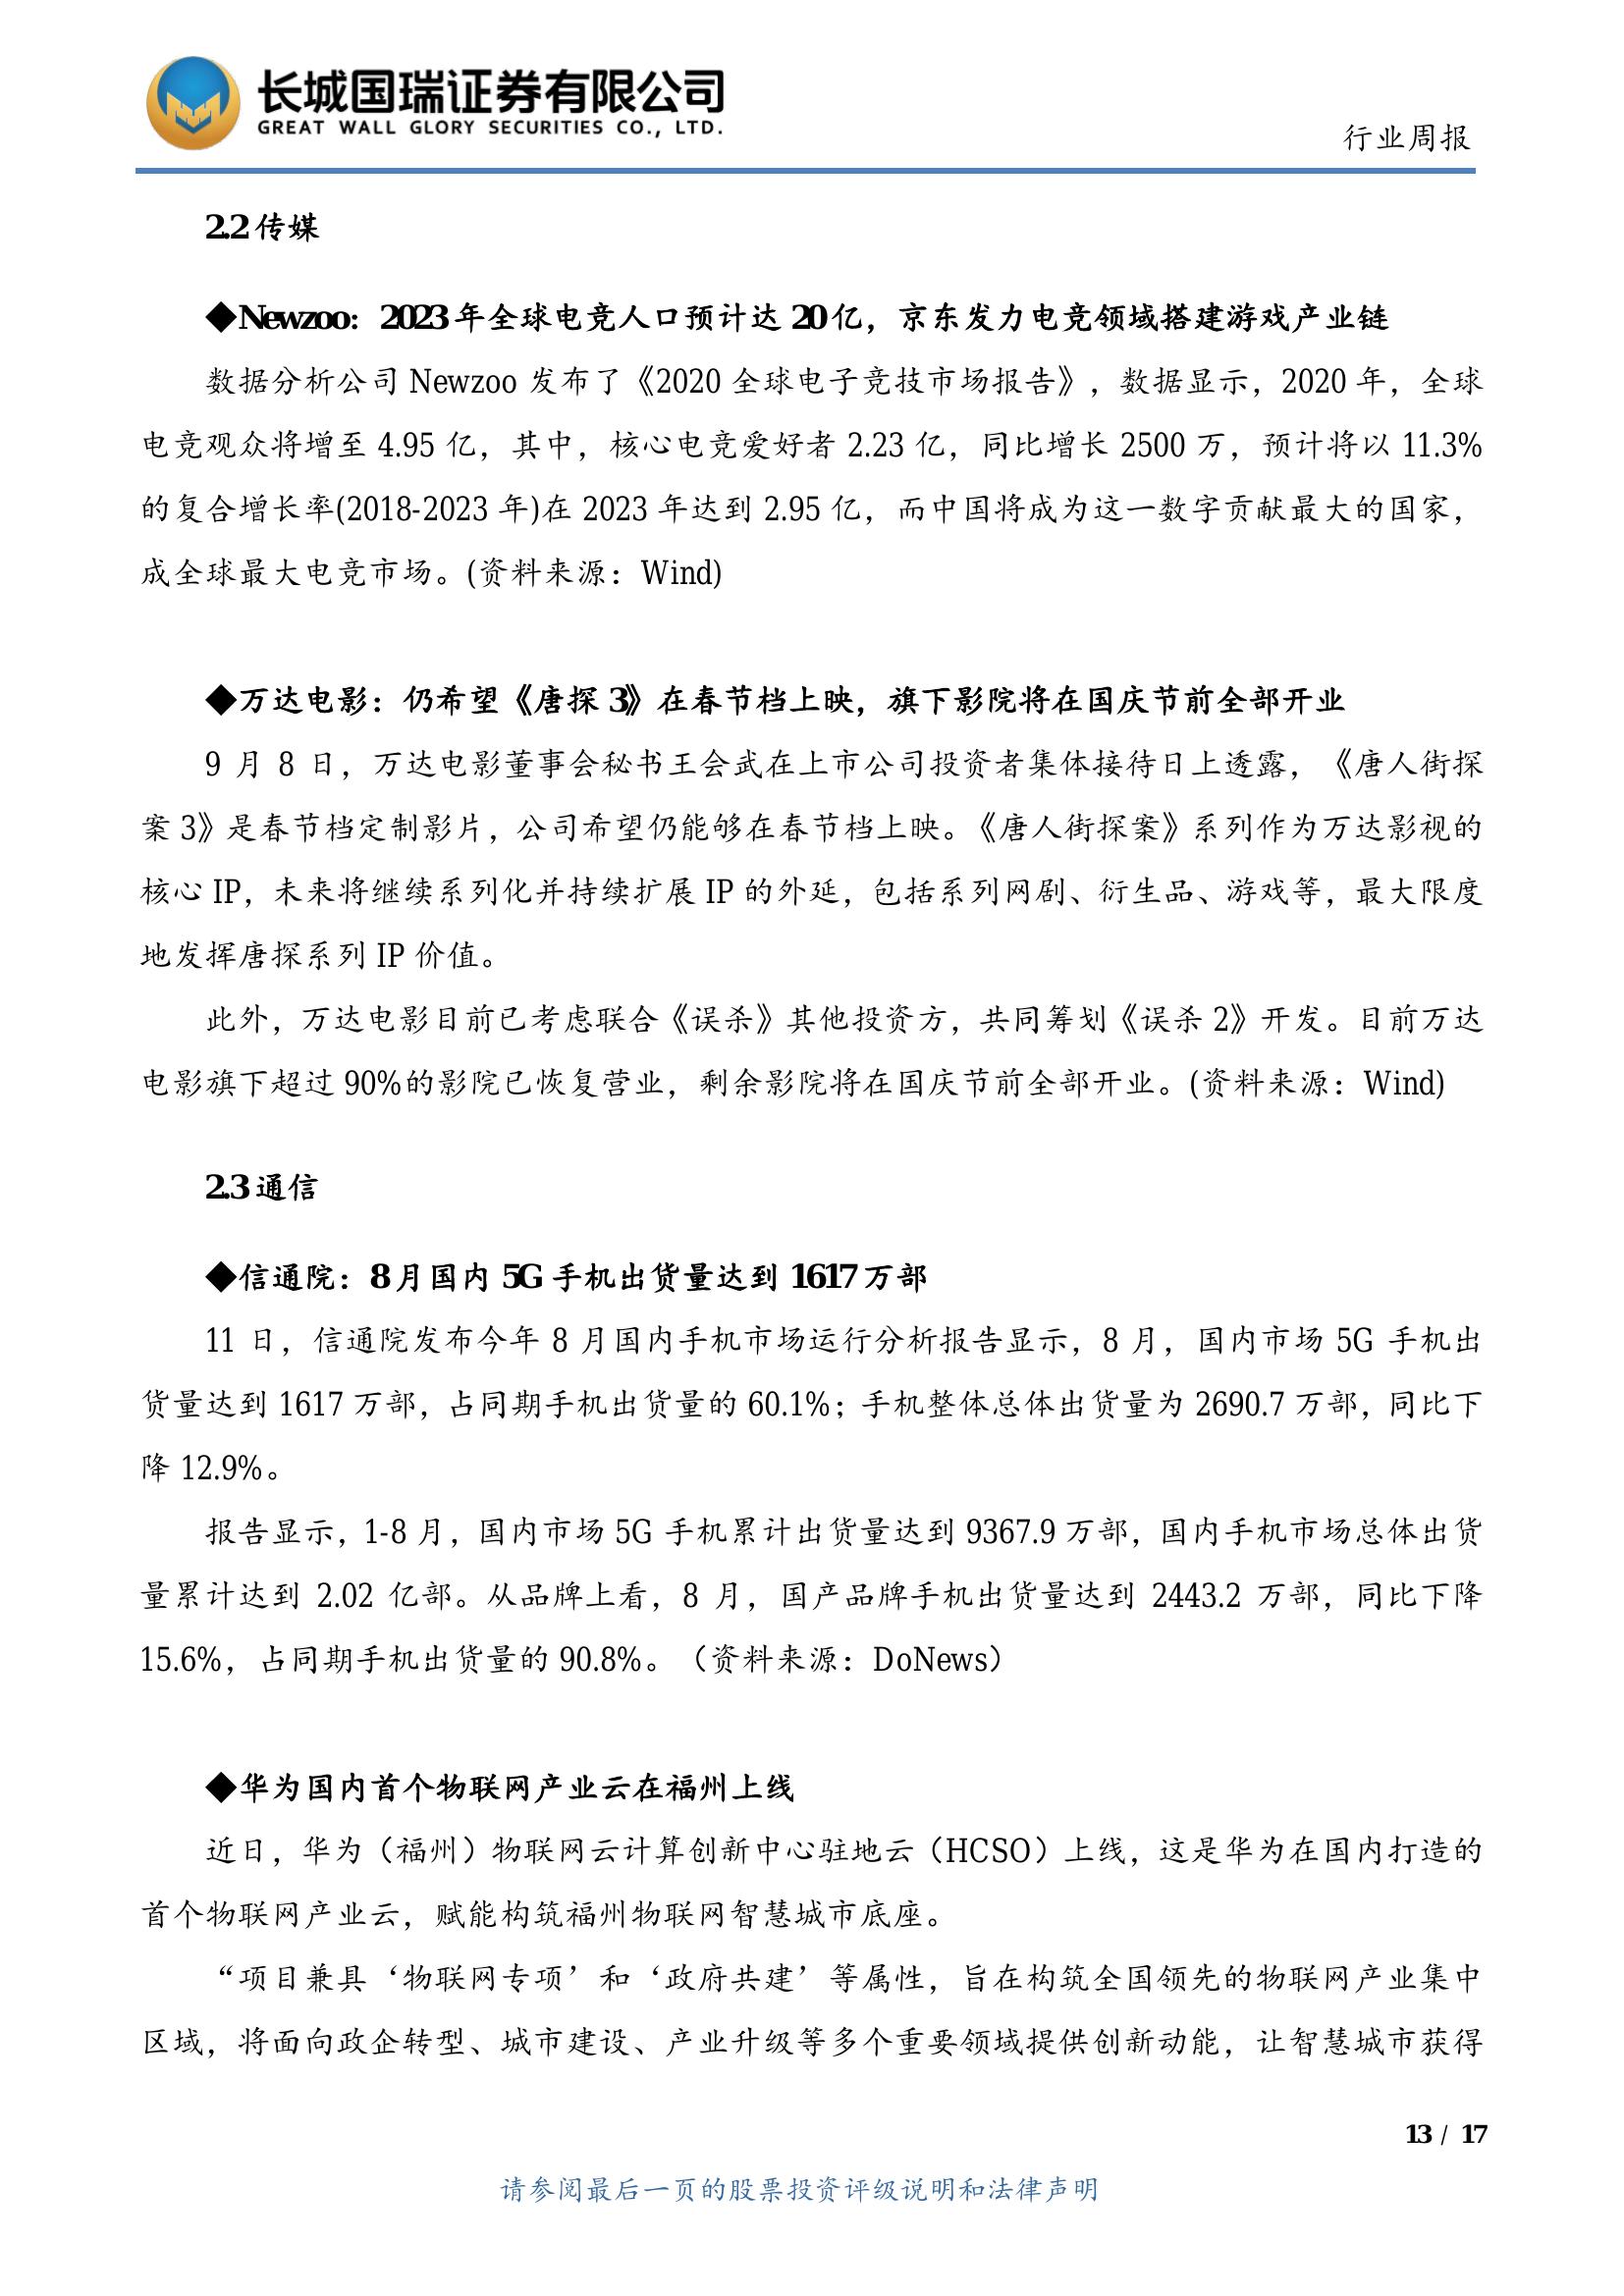 长城国瑞证券有限公司
GREAT WALL GLORY SECURITIES CO., LTD.
行业周报
2.2 传媒
◆Newzoo：2023 年全球电竞人口预计达 20 亿，京东发力电竞领域搭建游戏产业链
数据分析公司 Newzoo 发布了《2020 全球电子竞技市场报告》，数据显示，2020 年，全球
电竞观众将增至 4.95 亿，其中，核心电竞爱好者 2.23 亿，同比增长 2500 万，预计将以 11.3%
的复合增长率(2018-2023 年)在 2023 年达到 2.95 亿，而中国将成为这一数字贡献最大的国家，
成全球最大电竞市场。(资料来源：Wind)
◆万达电影：仍希望《唐探 3》在春节档上映，旗下影院将在国庆节前全部开业
9 月 8 日，万达电影董事会秘书王会武在上市公司投资者集体接待日上透露，《唐人街探
案 3》是春节档定制影片，公司希望仍能够在春节档上映。《唐人街探案》系列作为万达影视的
核心 IP，未来将继续系列化并持续扩展 IP 的外延，包括系列网剧、衍生品、游戏等，最大限度
地发挥唐探系列 IP 价值。
此外，万达电影目前已考虑联合《误杀》其他投资方，共同筹划《误杀 2》开发。目前万达
电影旗下超过 90%的影院已恢复营业，剩余影院将在国庆节前全部开业。(资料来源：Wind)
2.3 通信
◆信通院：8 月国内 5G 手机出货量达到 1617 万部
11 日，信通院发布今年 8 月国内手机市场运行分析报告显示，8 月，国内市场 5G 手机出
货量达到 1617 万部，占同期手机出货量的 60.1%；手机整体总体出货量为 2690.7 万部，同比下
降 12.9%。
报告显示，1-8 月，国内市场 5G 手机累计出货量达到 9367.9 万部，国内手机市场总体出货
量累计达到 2.02 亿部。从品牌上看，8 月，国产品牌手机出货量达到 2443.2 万部，同比下降
15.6%，占同期手机出货量的 90.8%。（资料来源：DoNews）
◆华为国内首个物联网产业云在福州上线
近日，华为（福州）物联网云计算创新中心驻地云（HCSO）上线，这是华为在国内打造的
首个物联网产业云，赋能构筑福州物联网智慧城市底座。
“项目兼具‘物联网专项’和‘政府共建’等属性，旨在构筑全国领先的物联网产业集中
区域，将面向政企转型、城市建设、产业升级等多个重要领域提供创新动能，让智慧城市获得
13 / 17
请参阅最后一页的股票投资评级说明和法律声明